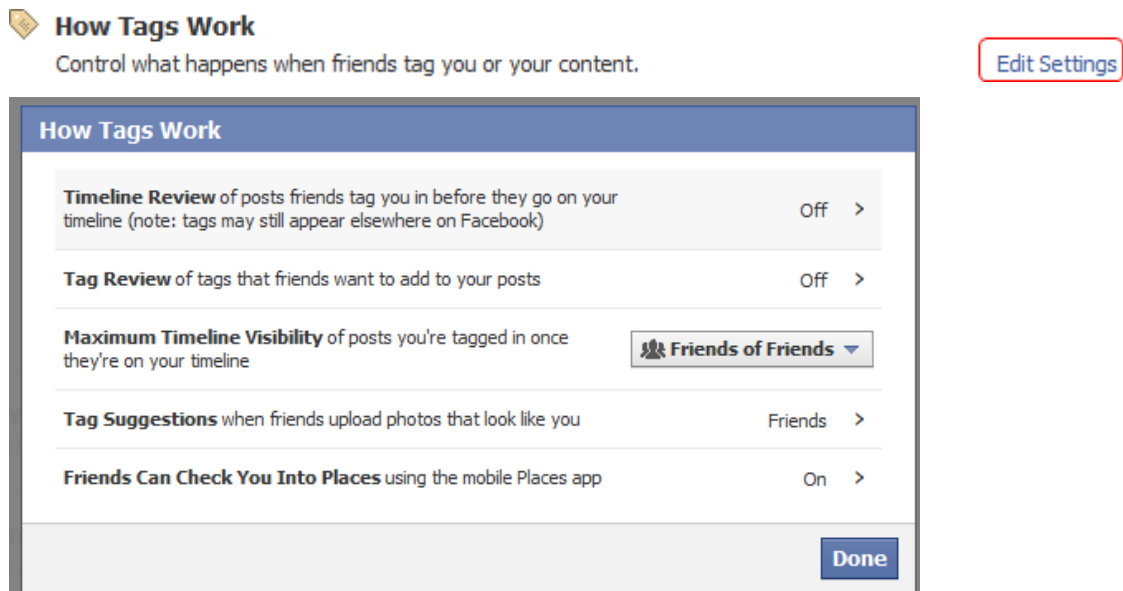 How Tags Work
Control what happens when friends tag you or your content.
Edit Settings
How Tags Work
Timeline Review of posts friends tag you in before they go on your
timeline (note: tags may still appear elsewhere on Facebook)
Off
Tag Review of tags that friends want to add to your posts
Off
Maximum Timeline Visibility of posts you're tagged in once
they're on your timeline
Friends of Friends
Tag Suggestions when friends upload photos that look like you
Friends
Friends Can Check You Into Places using the mobile Places app
On
Done